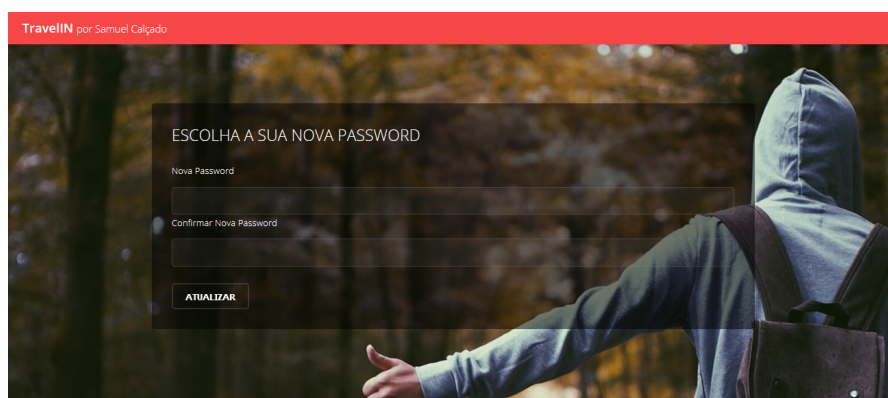 TravelIN por Samuel Calçado
ESCOLHA A SUA NOVA PASSWORD
Nova Password
Confirmar Nova Password
ATUALIZAR